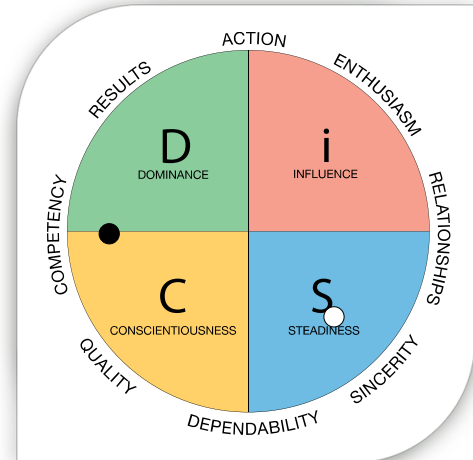 ACTION
RESULTS
ENTHUSIASM
D
DOMINANCE
i
INFLUENCE
COMPETENCY
RELATIONSHIPS
C
CONSCIENTIOUSNESS
S
STEADINESS
QUALITY
SINCERITY
DEPENDABILITY